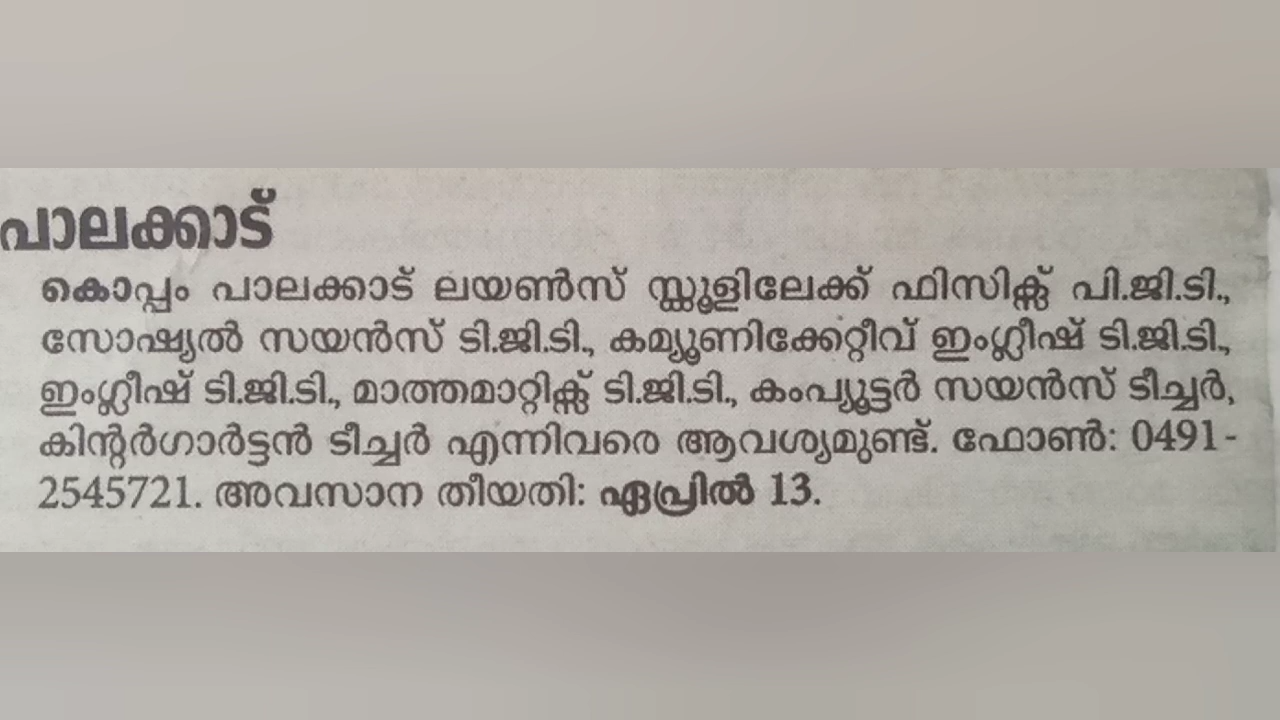 പാലക്കാട്
കൊപ്പം പാലക്കാട് ലയൺസ് സ്കൂളിലേക്ക് ഫിസിക്സ് പി.ജി.ടി.,
സോഷ്യൽ സയൻസ് ടി.ജി.ടി., കമ്യൂണിക്കേറ്റീവ് ഇംഗ്ലീഷ് ടി.ജി.ടി.,
ഇംഗ്ലീഷ് ടി.ജി.ടി., മാത്തമാറ്റിക്സ് ടി.ജി.ടി., കംപ്യൂട്ടർ സയൻസ് ടീച്ചർ,
കിന്റർഗാർട്ടൻ ടീച്ചർ എന്നിവരെ ആവശ്യമുണ്ട്. ഫോൺ: 0491-
2545721. അവസാന തീയതി: ഏപ്രിൽ 13.